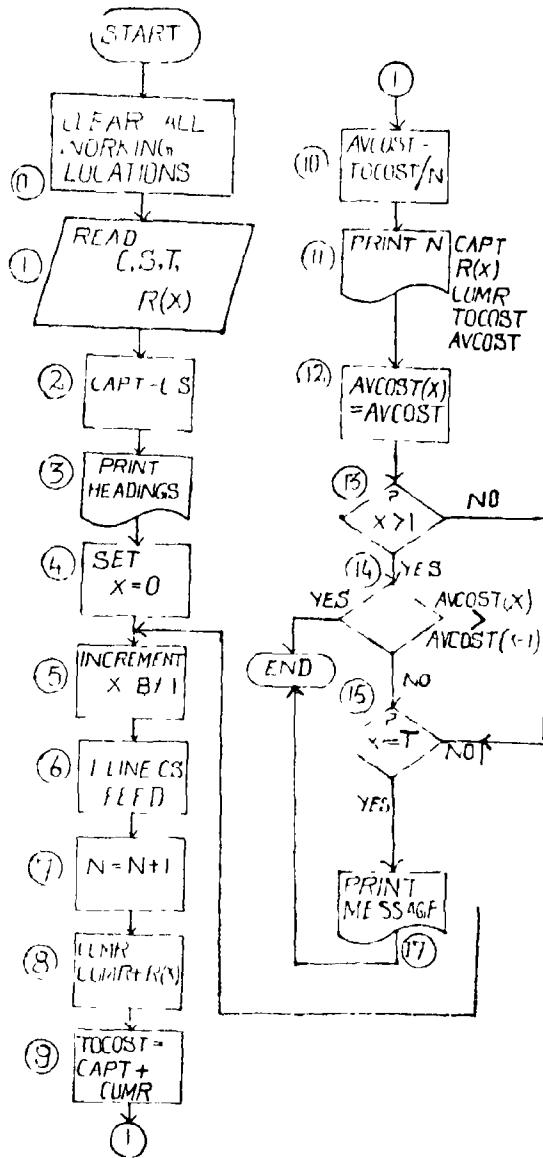 START
CLEAR ALL
WORKING
LOCATIONS
0
READ
C, S, T,
R(X)
1
2
CAPT - C S
3
PRINT
HEADINGS
4
SET
X = 0
5
INCREMENT
X BY 1
6
1 LINE CS
FEED
7
N = N+1
8
CUMR
CUMR+R(X)
9
TOCOST =
CAPT +
CUMR
1
1
10
AVCOST -
TOCOST/N
11
PRINT N
CAPT
R(X)
CUMR
TOCOST
AVCOST
12
AVCOST(X)
= AVCOST
13
?
X > 1
NO
YES
14
YES
AVCOST(X)
>
AVCOST(X-1)
END
NO
15
?
X = T
NO
YES
PRINT
MESSAGE
17